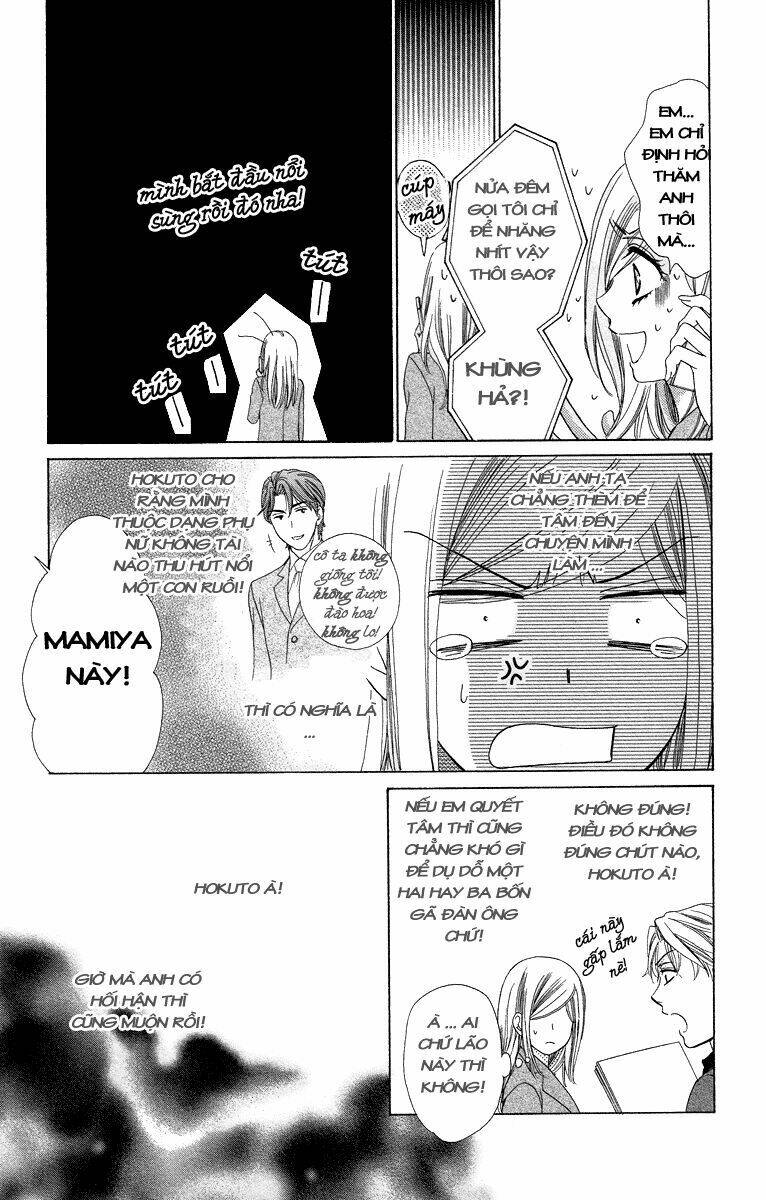 EM...
EM CHỈ
ĐỊNH HỎI
THĂM
ANH
THÔI
MÀ...
NỬA ĐÊM
GỌI TÔI CHỈ
ĐỂ NHĂNG
NHÍT VẬY
THÔI SAO?
KHÙNG
HẢ?!
cúp
máy
mình bắt đầu nổi
sùng rồi đó nha!
tút
tút
tút
NẾU ANH TA
CHẲNG THÈM ĐỂ
TÂM ĐẾN
CHUYỆN MÌNH
LÀM ...
HOKUTO CHO
RẰNG MÌNH
THUỘC DẠNG PHỤ
NỮ KHÔNG TÀI
NÀO THU HÚT NỔI
MỘT CON RUỒI!
cô ta không
giống tôi!
không được
đào hoa!
không lo!
THÌ CÓ NGHĨA LÀ
...
MAMIYA
NÀY!
KHÔNG ĐÚNG!
ĐIỀU ĐÓ KHÔNG
ĐÚNG CHÚT NÀO,
HOKUTO À!
NẾU EM QUYẾT
TÂM THÌ CŨNG
CHẲNG KHÓ GÌ
ĐỂ DỤ DỖ MỘT
HAI HAY BA BỐN
GÃ ĐÀN ÔNG
CHỨ!
cái này
gấp lắm
nè!
À ... AI
CHỨ LÃO
NÀY THÌ
KHÔNG!
HOKUTO À!
GIỜ MÀ ANH CÓ
HỐI HẬN THÌ
CŨNG MUỘN RỒI!